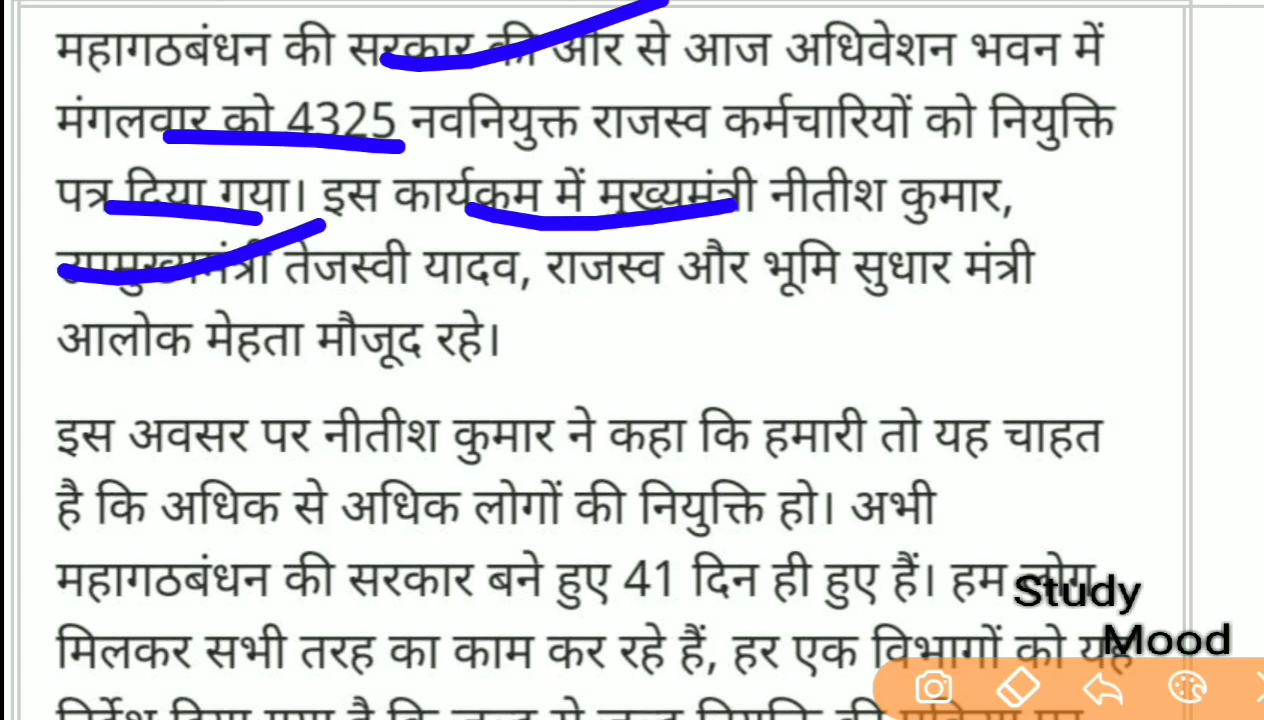 महागठबंधन की सरकार की ओर से आज अधिवेशन भवन में
मंगलवार को 4325 नवनियुक्त राजस्व कर्मचारियों को नियुक्ति
पत्र दिया गया। इस कार्यक्रम में मुख्यमंत्री नीतीश कुमार,
उपमुख्यमंत्री तेजस्वी यादव, राजस्व और भूमि सुधार मंत्री
आलोक मेहता मौजूद रहे।
इस अवसर पर नीतीश कुमार ने कहा कि हमारी तो यह चाहत
है कि अधिक से अधिक लोगों की नियुक्ति हो। अभी
महागठबंधन की सरकार बने हुए 41 दिन ही हुए हैं। हम लोग
मिलकर सभी तरह का काम कर रहे हैं, हर एक विभागों को यह
Study
Mood